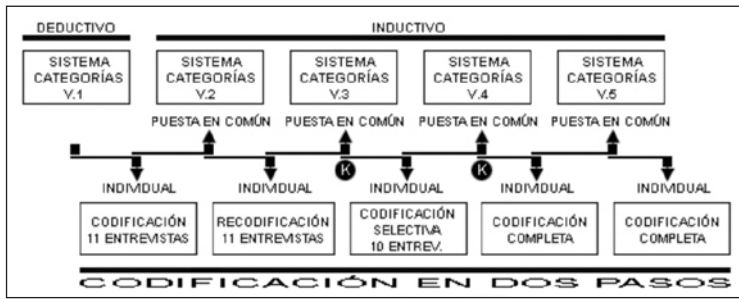 DEDUCTIVO
INDUCTIVO
SISTEMA
CATEGORÍAS
V.1
SISTEMA
CATEGORÍAS
V.2
SISTEMA
CATEGORÍAS
V.3
SISTEMA
CATEGORÍAS
V.4
SISTEMA
CATEGORÍAS
V.5
PUESTA EN COMÚN
PUESTA EN COMÚN
PUESTA EN COMÚN
PUESTA EN COMÚN
K
K
INDIVIDUAL
INDIVIDUAL
INDIVIDUAL
INDIVIDUAL
INDIVIDUAL
CODIFICACIÓN
11 ENTREVISTAS
RECODIFICACIÓN
11 ENTREVISTAS
CODIFICACIÓN
SELECTIVA
10 ENTREV.
CODIFICACIÓN
COMPLETA
CODIFICACIÓN
COMPLETA
CODIFICACIÓN EN DOS PASOS